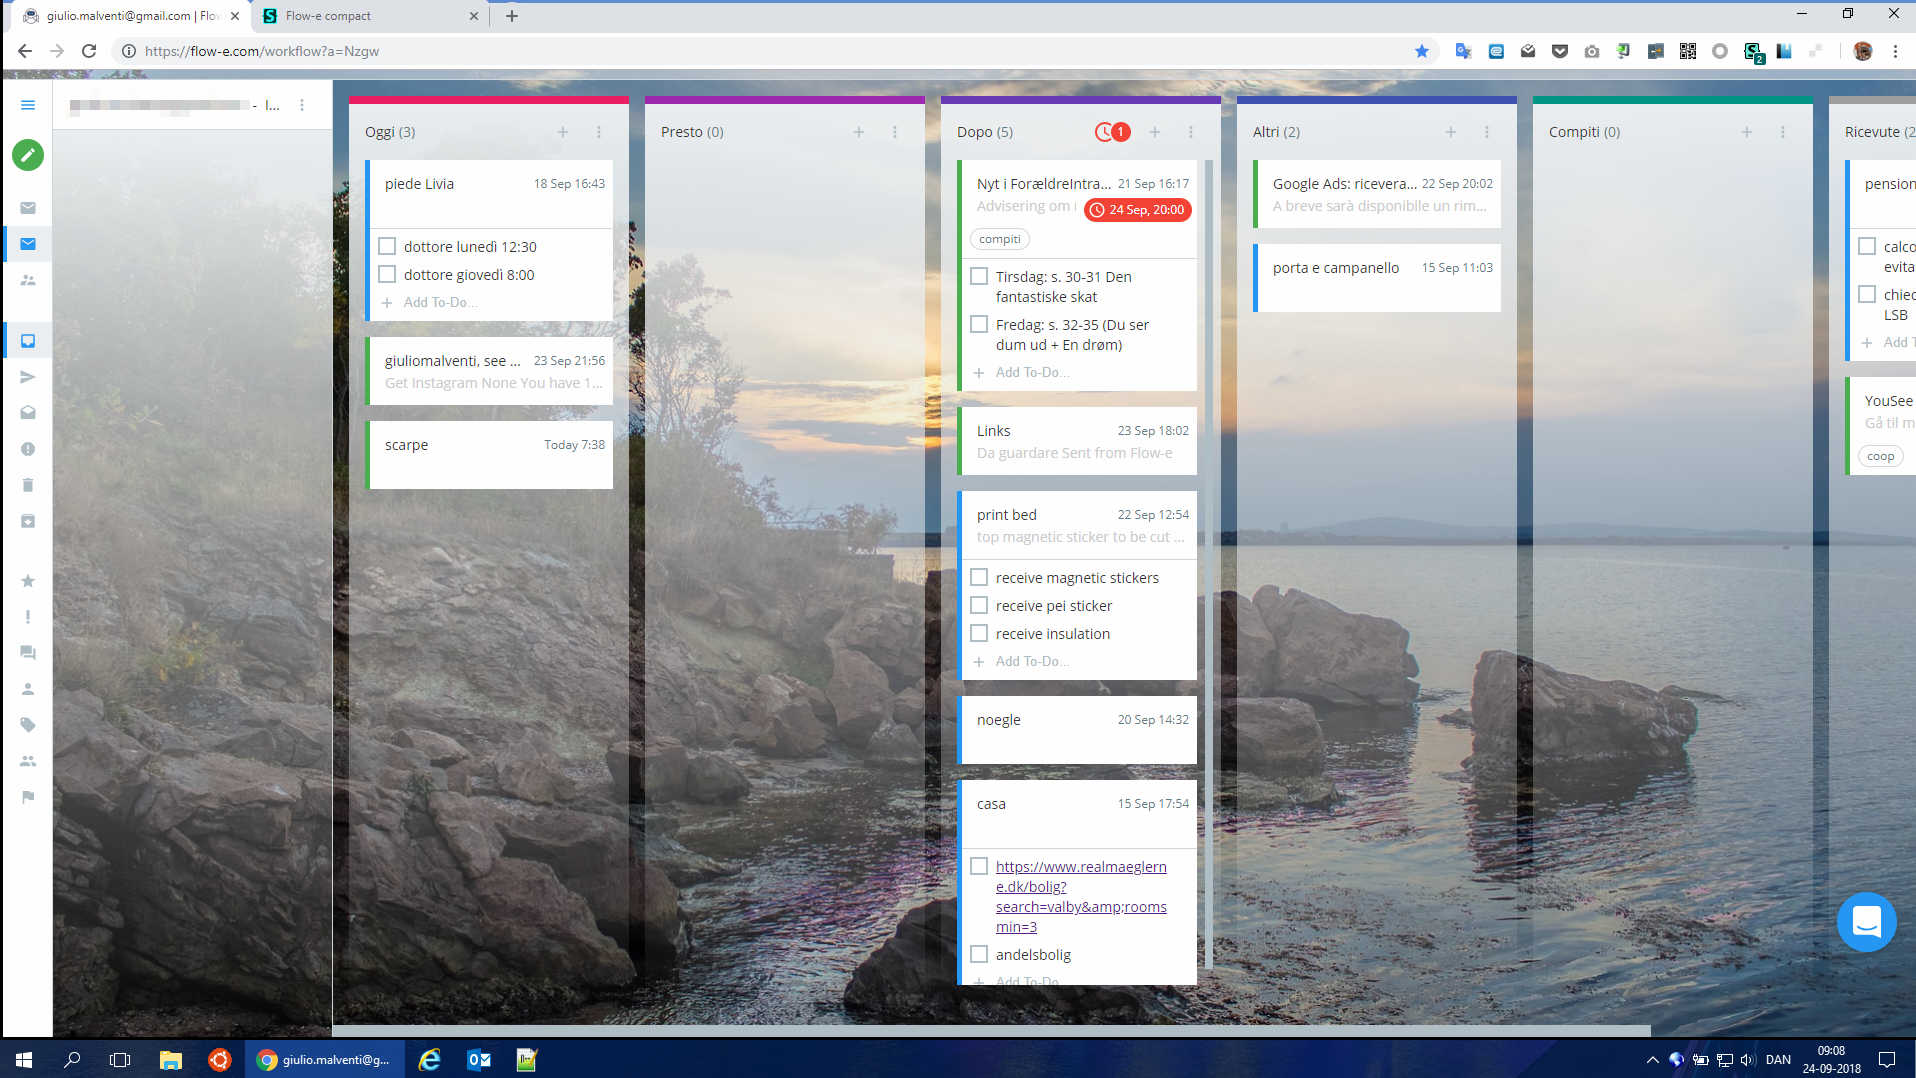 giulio.malventi@gmail.com | Flow
Flow-e compact
https://flow-e.com/workflow?a=Nzgw
2
- I...
Oggi (3)
piede Livia
18 Sep 16:43
dottore lunedì 12:30
dottore giovedì 8:00
Add To-Do...
giuliomalventi, see ...
23 Sep 21:56
Get Instagram None You have 1...
scarpe
Today 7:38
Presto (0)
Dopo (5)
1
Nyt i ForældreIntra...
21 Sep 16:17
Advisering om i
24 Sep, 20:00
compiti
Tirsdag: s. 30-31 Den
fantastiske skat
Fredag: s. 32-35 (Du ser
dum ud + En drøm)
Add To-Do...
Links
23 Sep 18:02
Da guardare Sent from Flow-e
print bed
22 Sep 12:54
top magnetic sticker to be cut ...
receive magnetic stickers
receive pei sticker
receive insulation
Add To-Do...
noegle
20 Sep 14:32
casa
15 Sep 17:54
https://www.realmaeglern
e.dk/bolig?
search=valby&amp;rooms
min=3
andelsbolig
Add To-Do
Altri (2)
Google Ads: ricevera...
22 Sep 20:02
A breve sarà disponibile un rim...
porta e campanello
15 Sep 11:03
Compiti (0)
Ricevute (2
pension
calco
evita
chied
LSB
Add T
YouSee
Gå til m
coop
giulio.malventi@g...
DAN
09:08
24-09-2018